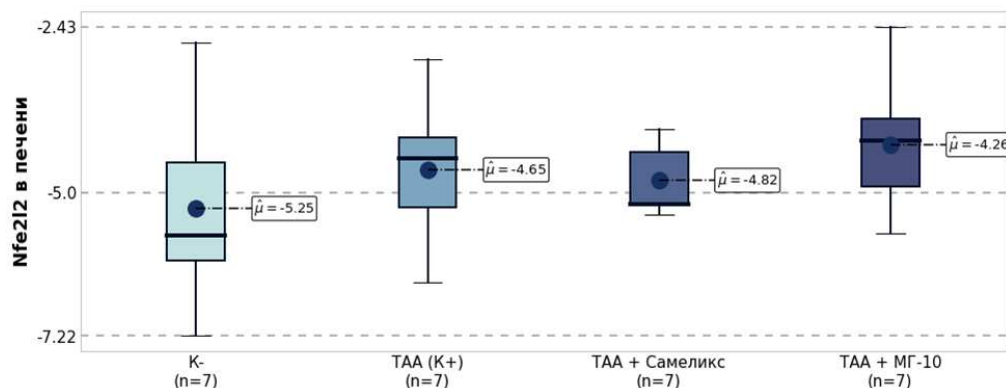 Nfe2l2 в печени
-2.43
-5.0
-7.22
μ̂ = -5.25
μ̂ = -4.65
μ̂ = -4.82
μ̂ = -4.26
К-
(n=7)
ТАА (К+)
(n=7)
ТАА + Самеликс
(n=7)
ТАА + МГ-10
(n=7)